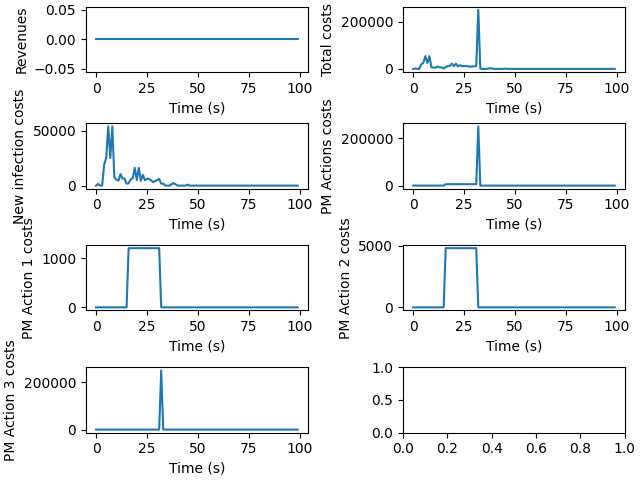 Revenues
0.05
0.00
−0.05
0 25 50 75 100
Time (s)
Total costs
200000
0
0 25 50 75 100
Time (s)
New infection costs
50000
0
0 25 50 75 100
Time (s)
PM Actions costs
200000
0
0 25 50 75 100
Time (s)
PM Action 1 costs
1000
0
0 25 50 75 100
Time (s)
PM Action 2 costs
5000
0
0 25 50 75 100
Time (s)
PM Action 3 costs
200000
0
0 25 50 75 100
Time (s)
1.0
0.5
0.0
0.0 0.2 0.4 0.6 0.8 1.0